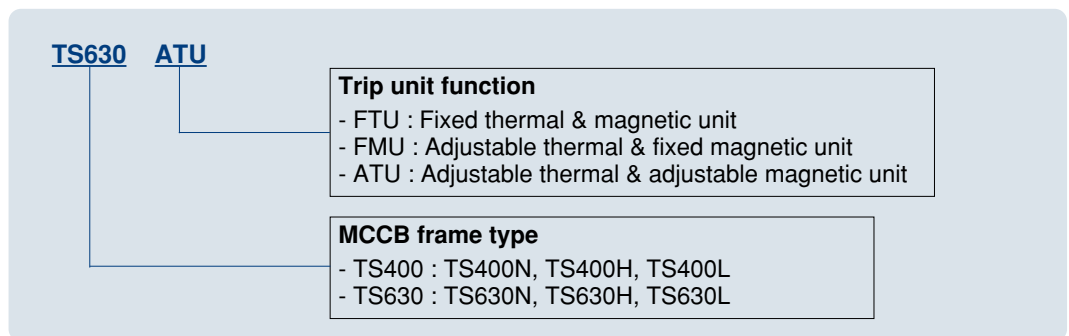 TS630 ATU
Trip unit function
- FTU : Fixed thermal & magnetic unit
- FMU : Adjustable thermal & fixed magnetic unit
- ATU : Adjustable thermal & adjustable magnetic unit
MCCB frame type
- TS400 : TS400N, TS400H, TS400L
- TS630 : TS630N, TS630H, TS630L